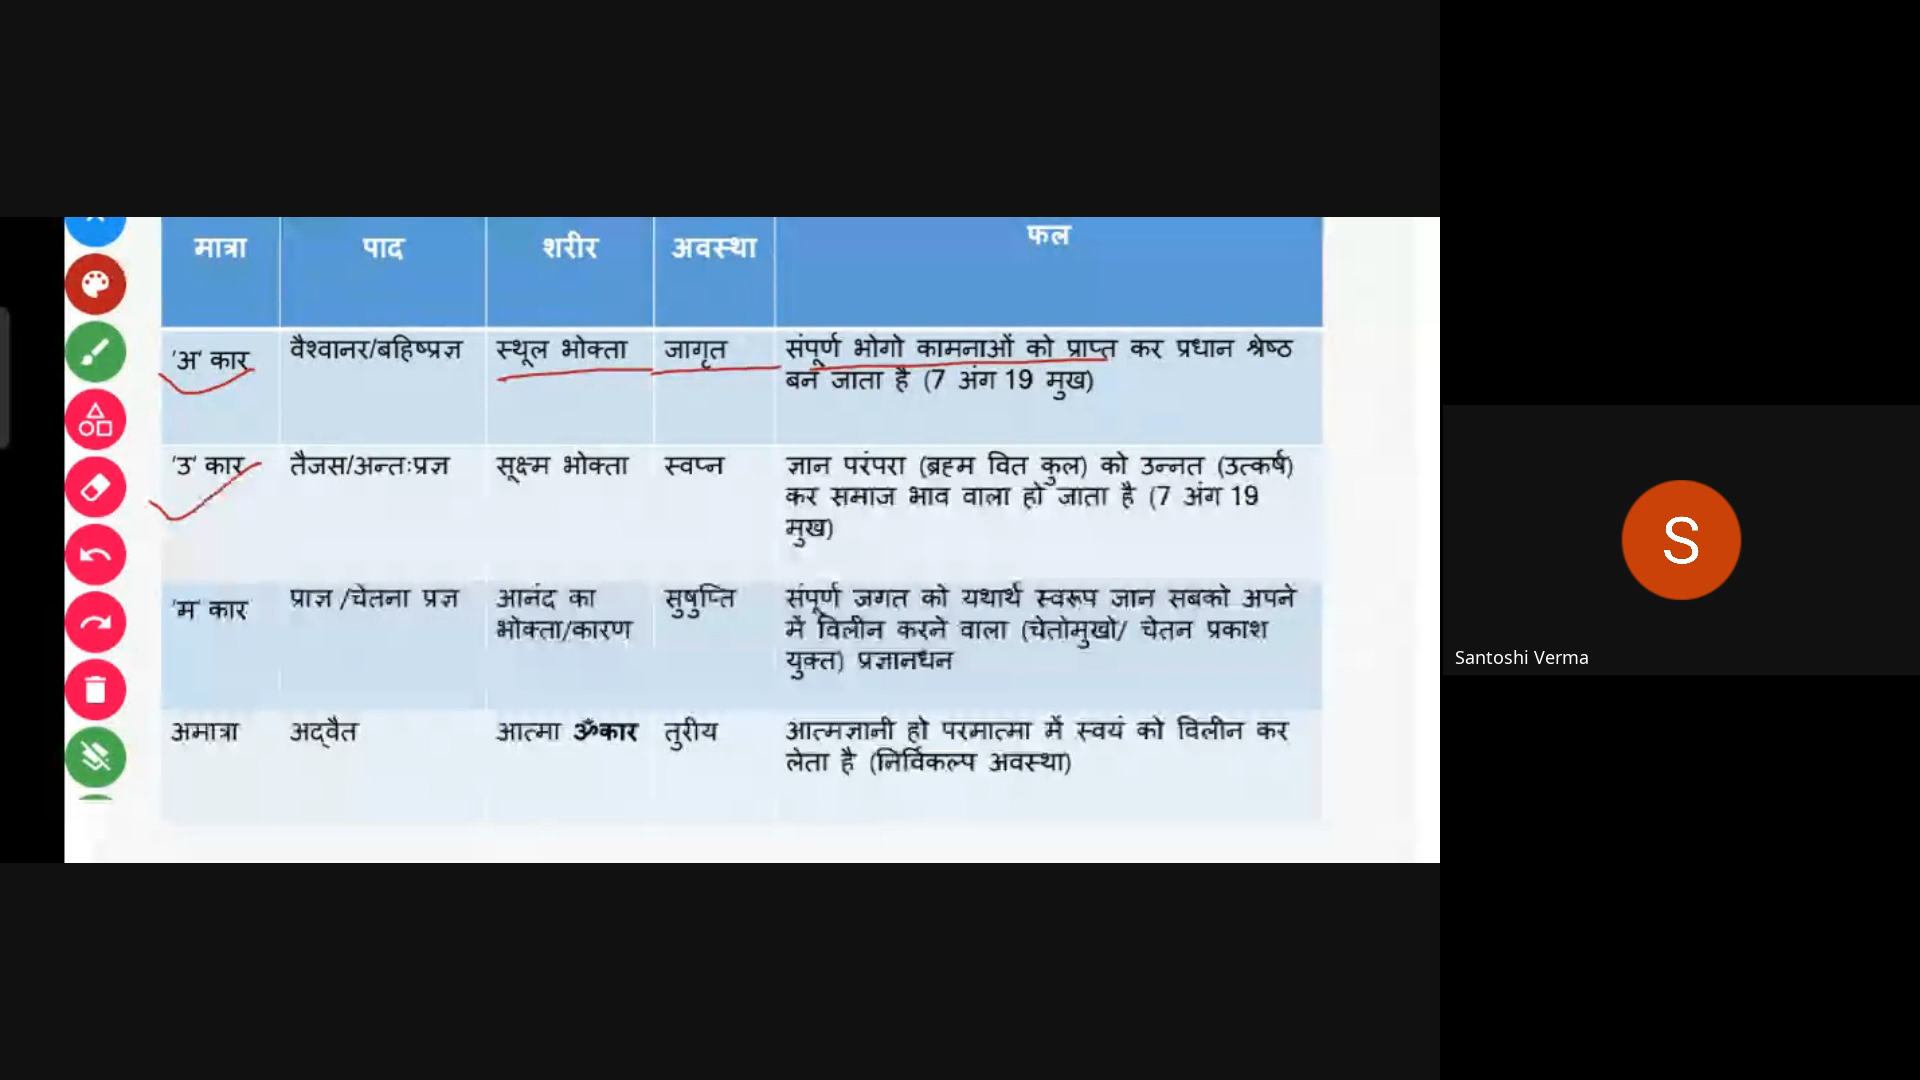 मात्रा पाद शरीर अवस्था फल
'अ' कार वैश्वानर/बहिष्प्रज्ञ स्थूल भोक्ता जागृत संपूर्ण भोगो कामनाओं को प्राप्त कर प्रधान श्रेष्ठ
बन जाता है (7 अंग 19 मुख)
'उ' कार तैजस/अन्तःप्रज्ञ सूक्ष्म भोक्ता स्वप्न ज्ञान परंपरा (ब्रह्म वित कुल) को उन्नत (उत्कर्ष)
कर समाज भाव वाला हो जाता है (7 अंग 19
मुख)
'म' कार प्राज्ञ /चेतना प्रज्ञ आनंद का सुषुप्ति संपूर्ण जगत को यथार्थ स्वरूप जान सबको अपने
भोक्ता/कारण में विलीन करने वाला (चेतोमुखो/ चेतन प्रकाश
युक्त) प्रज्ञानधन
अमात्रा अद्वैत आत्मा ॐकार तुरीय आत्मज्ञानी हो परमात्मा में स्वयं को विलीन कर
लेता है (निर्विकल्प अवस्था)
S
Santoshi Verma